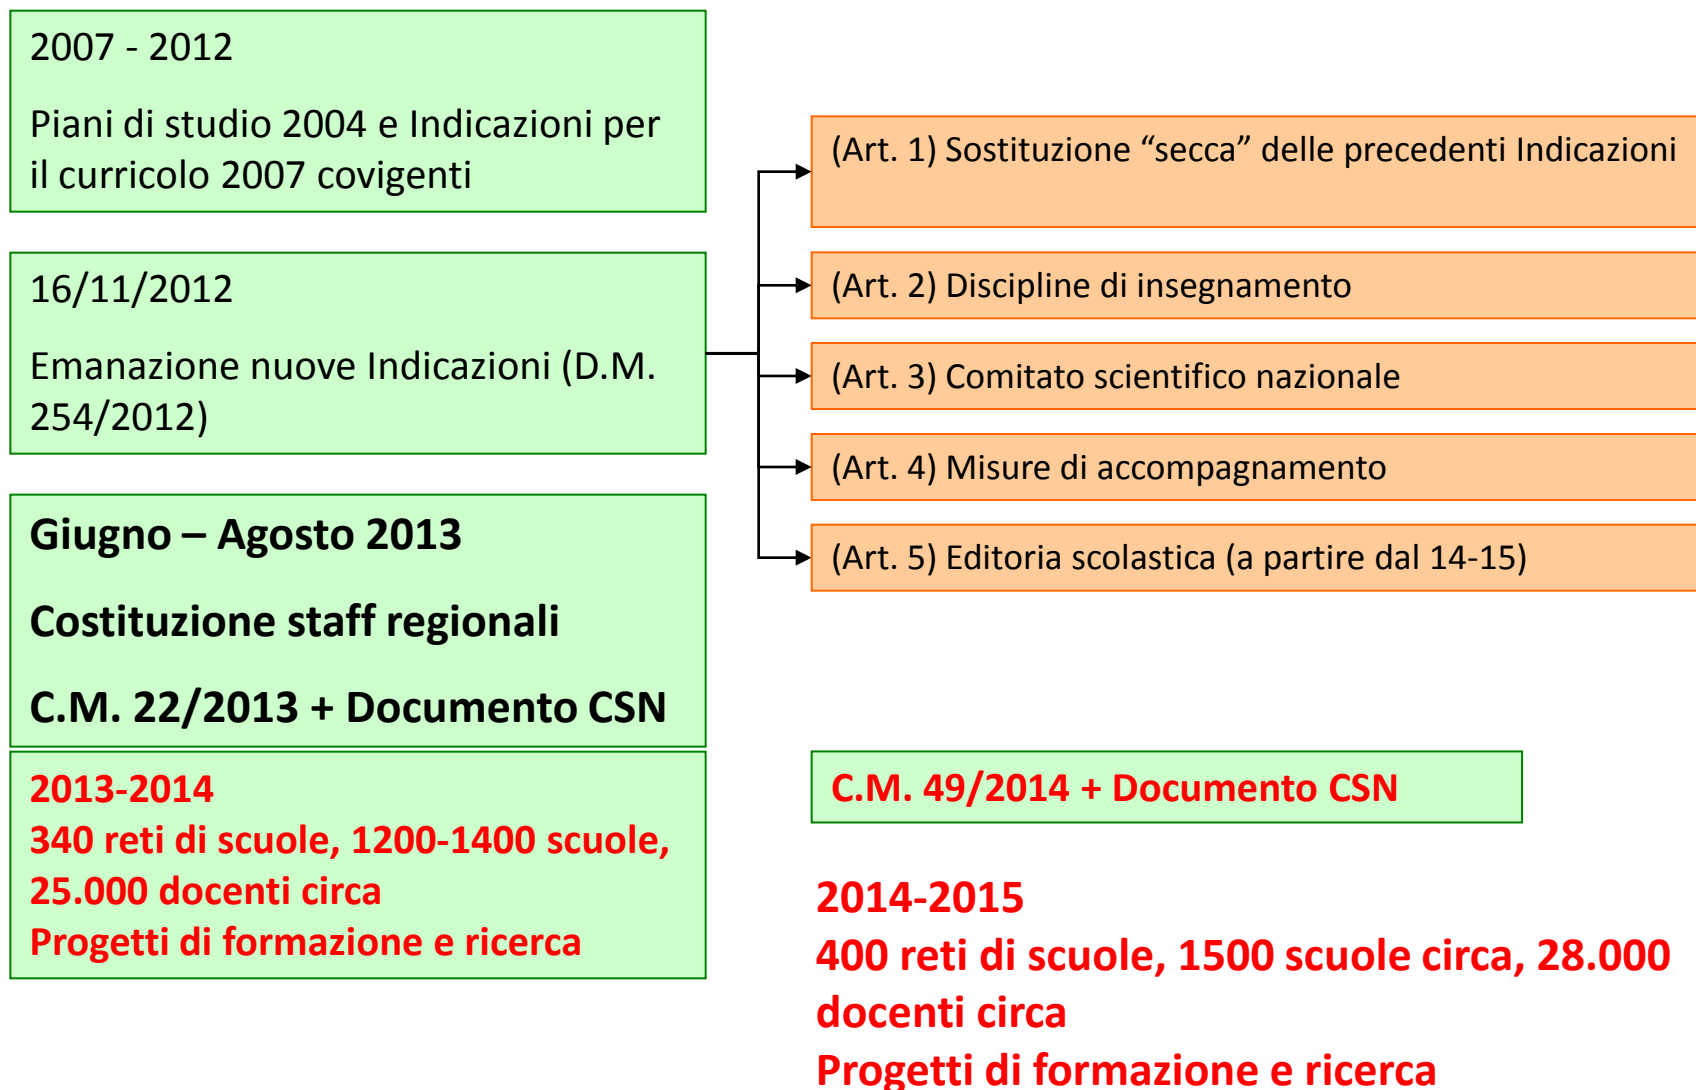 2007 - 2012
Piani di studio 2004 e Indicazioni per
il curricolo 2007 covigenti
16/11/2012
Emanazione nuove Indicazioni (D.M.
254/2012)
(Art. 1) Sostituzione “secca” delle precedenti Indicazioni
(Art. 2) Discipline di insegnamento
(Art. 3) Comitato scientifico nazionale
(Art. 4) Misure di accompagnamento
(Art. 5) Editoria scolastica (a partire dal 14-15)
Giugno – Agosto 2013
Costituzione staff regionali
C.M. 22/2013 + Documento CSN
2013-2014
340 reti di scuole, 1200-1400 scuole,
25.000 docenti circa
Progetti di formazione e ricerca
C.M. 49/2014 + Documento CSN
2014-2015
400 reti di scuole, 1500 scuole circa, 28.000
docenti circa
Progetti di formazione e ricerca